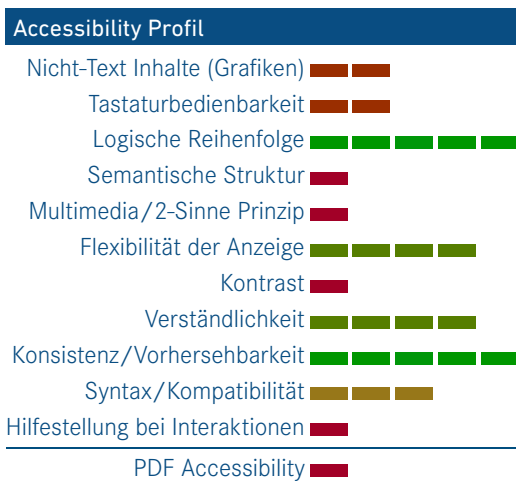 Accessibility Profil
Nicht-Text Inhalte (Grafiken)
Tastaturbedienbarkeit
Logische Reihenfolge
Semantische Struktur
Multimedia/2-Sinne Prinzip
Flexibilität der Anzeige
Kontrast
Verständlichkeit
Konsistenz/Vorhersehbarkeit
Syntax/Kompatibilität
Hilfestellung bei Interaktionen
PDF Accessibility